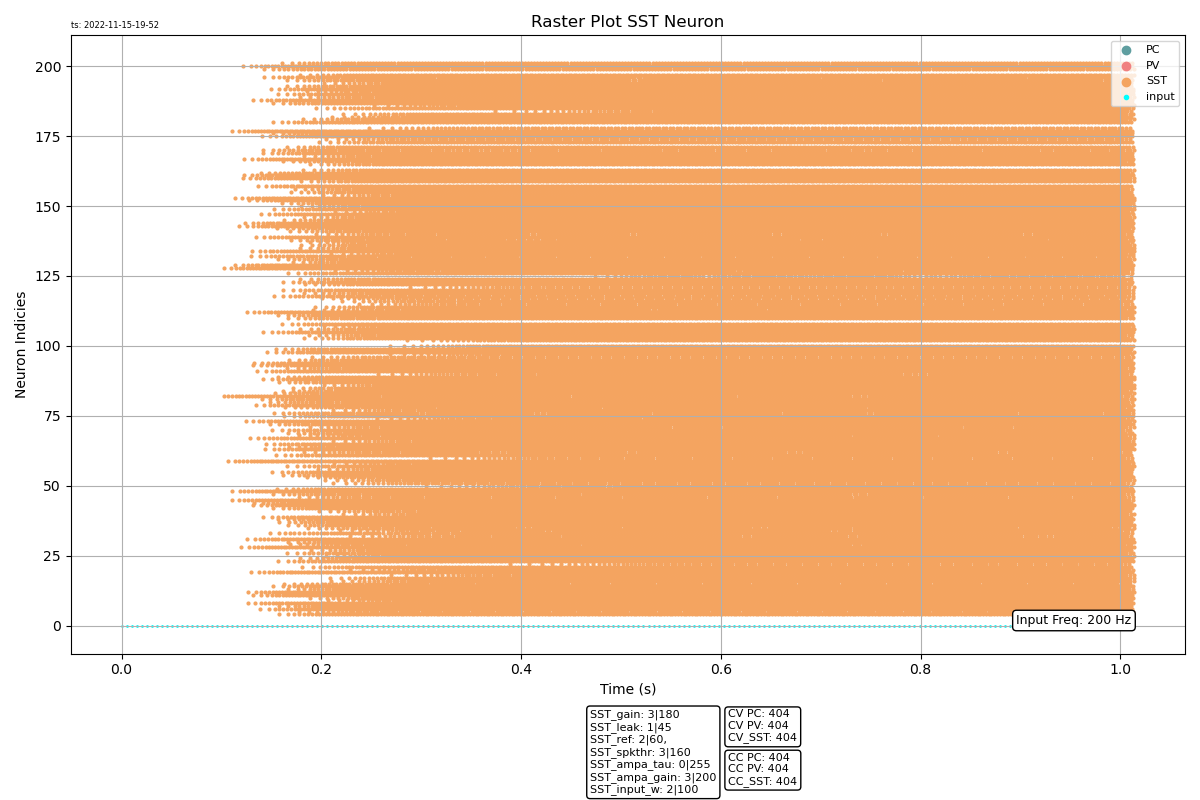 ts: 2022-11-15-19-52
Raster Plot SST Neuron
PC
PV
SST
input
200
175
150
125
100
75
50
25
0
Neuron Indicies
Input Freq: 200 Hz
0.0 0.2 0.4 0.6 0.8 1.0
Time (s)
SST_gain: 3|180
SST_leak: 1|45
SST_ref: 2|60,
SST_spkthr: 3|160
SST_ampa_tau: 0|255
SST_ampa_gain: 3|200
SST_input_w: 2|100
CV PC: 404
CV PV: 404
CV_SST: 404
CC PC: 404
CC PV: 404
CC_SST: 404